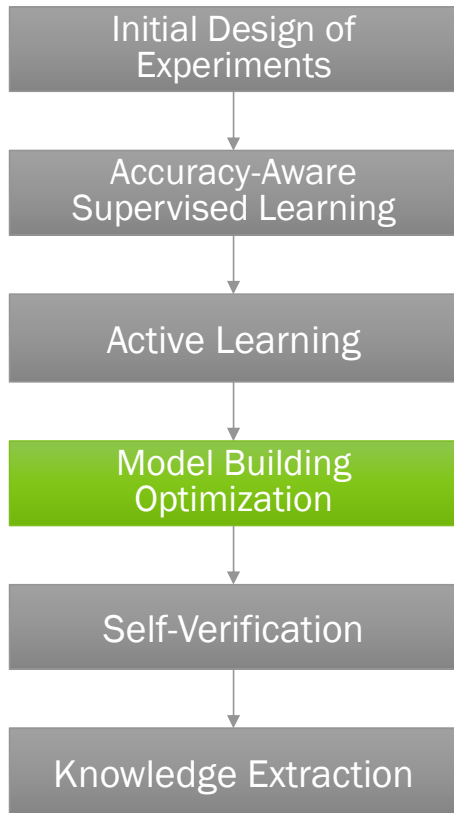 Initial Design of
Experiments
Accuracy-Aware
Supervised Learning
Active Learning
Model Building
Optimization
Self-Verification
Knowledge Extraction